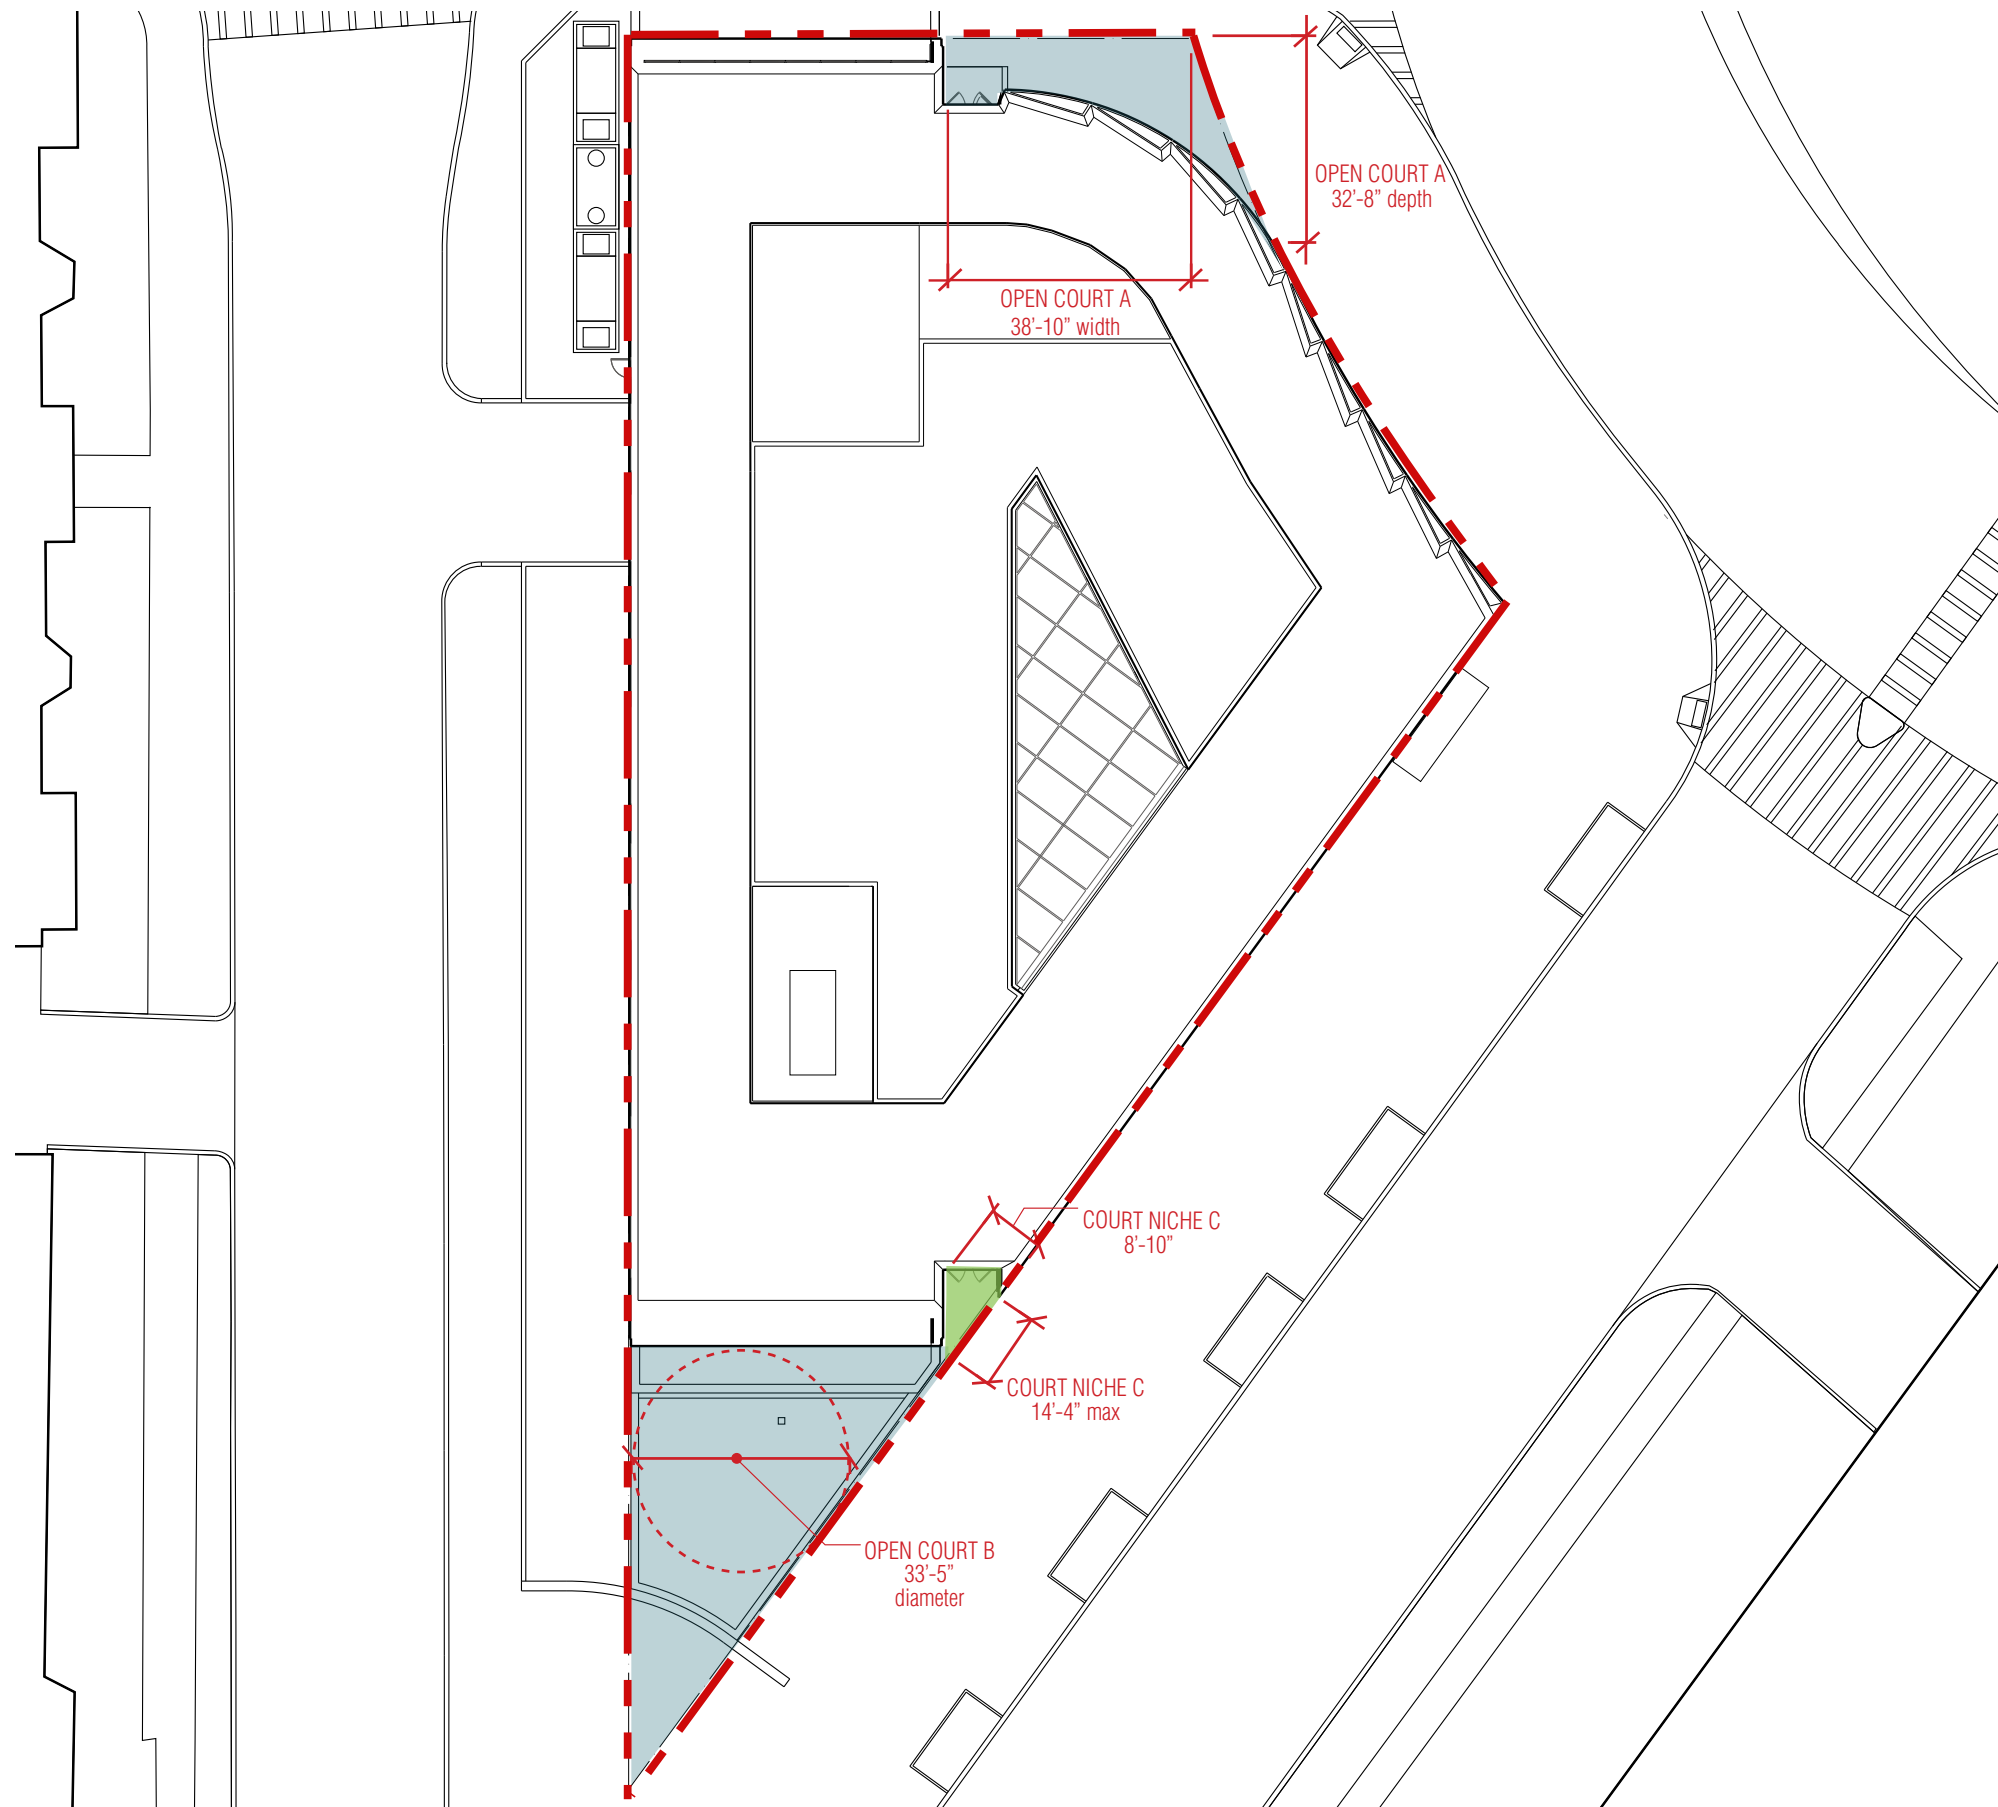 OPEN COURT A
32’-8” depth
OPEN COURT A
38’-10” width
COURT NICHE C
8’-10”
COURT NICHE C
14’-4” max
OPEN COURT B
33’-5”
diameter